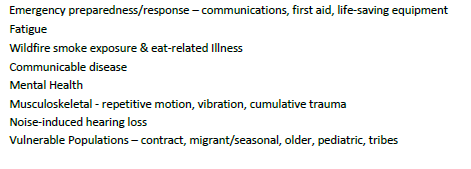 Emergency preparedness/response – communications, first aid, life-saving equipment
Fatigue
Wildfire smoke exposure & eat-related Illness
Communicable disease
Mental Health
Musculoskeletal - repetitive motion, vibration, cumulative trauma
Noise-induced hearing loss
Vulnerable Populations – contract, migrant/seasonal, older, pediatric, tribes